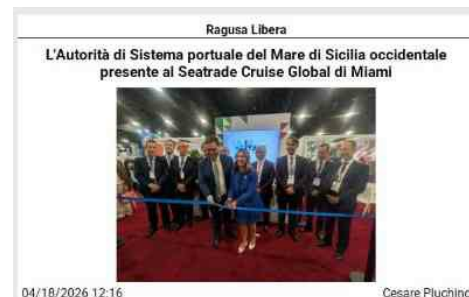 Ragusa Libera
L'Autorità di Sistema portuale del Mare di Sicilia occidentale
presente al Seatrade Cruise Global di Miami
04/18/2026 12:16
Cesare Pluchino